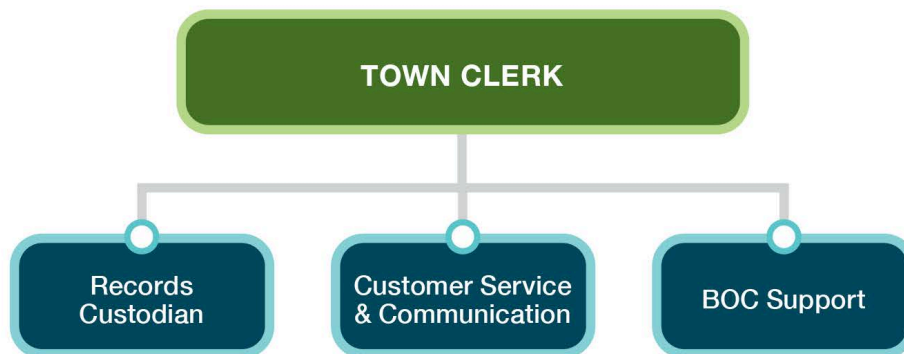 TOWN CLERK
Records
Custodian
Customer Service
& Communication
BOC Support